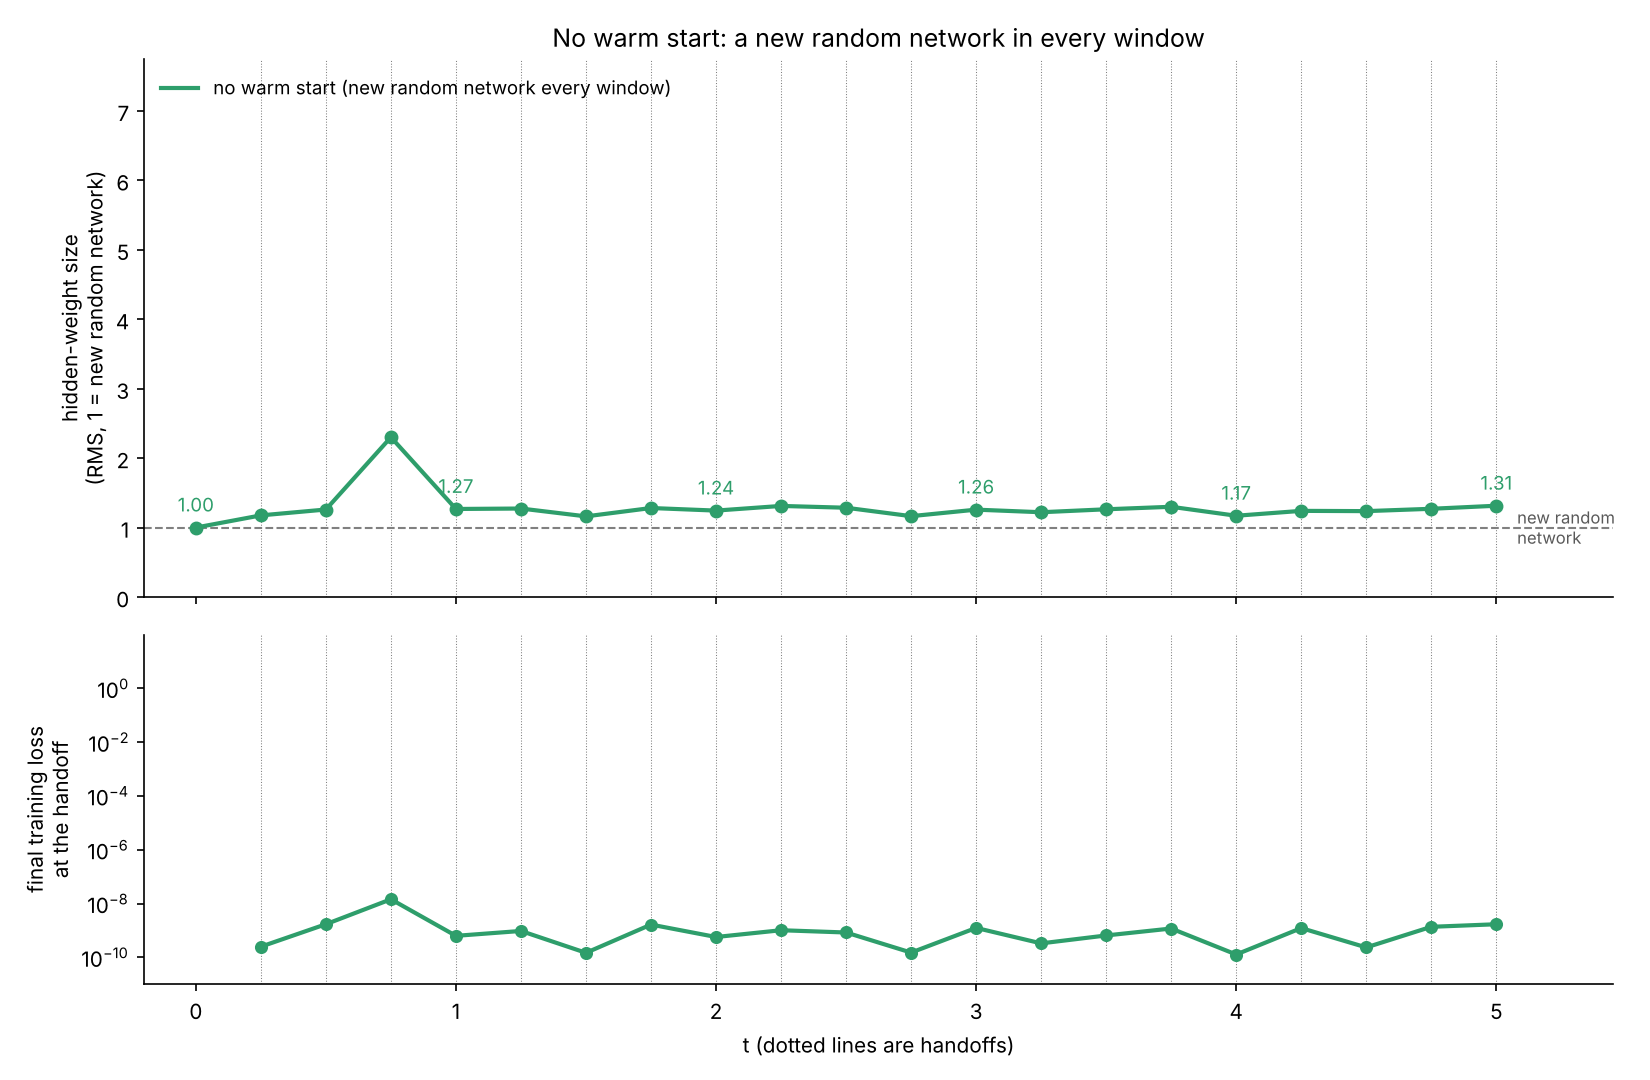 No warm start: a new random network in every window
no warm start (new random network every window)
hidden-weight size
(RMS, 1 = new random network)
7
6
5
4
3
2
1
0
1.00
1.27
1.24
1.26
1.17
1.31
new random
network
final training loss
at the handoff
10⁰
10⁻²
10⁻⁴
10⁻⁶
10⁻⁸
10⁻¹⁰
0 1 2 3 4 5
t (dotted lines are handoffs)